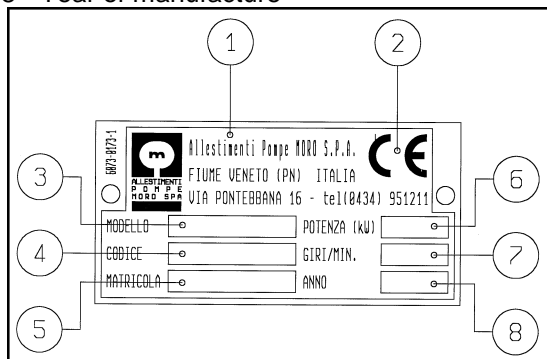 Year of manufacture
1
2
3
4
5
6
7
8
6073-0173-1
m
ALLESTIMENTI
POMPE
MORO SPA
Allestimenti Pompe MORO S.P.A.
CE
FIUME VENETO (PN) ITALIA
VIA PONTEBBANA 16 - tel(0434) 951211
MODELLO
POTENZA (kW)
CODICE
GIRI/MIN.
MATRICOLA
ANNO